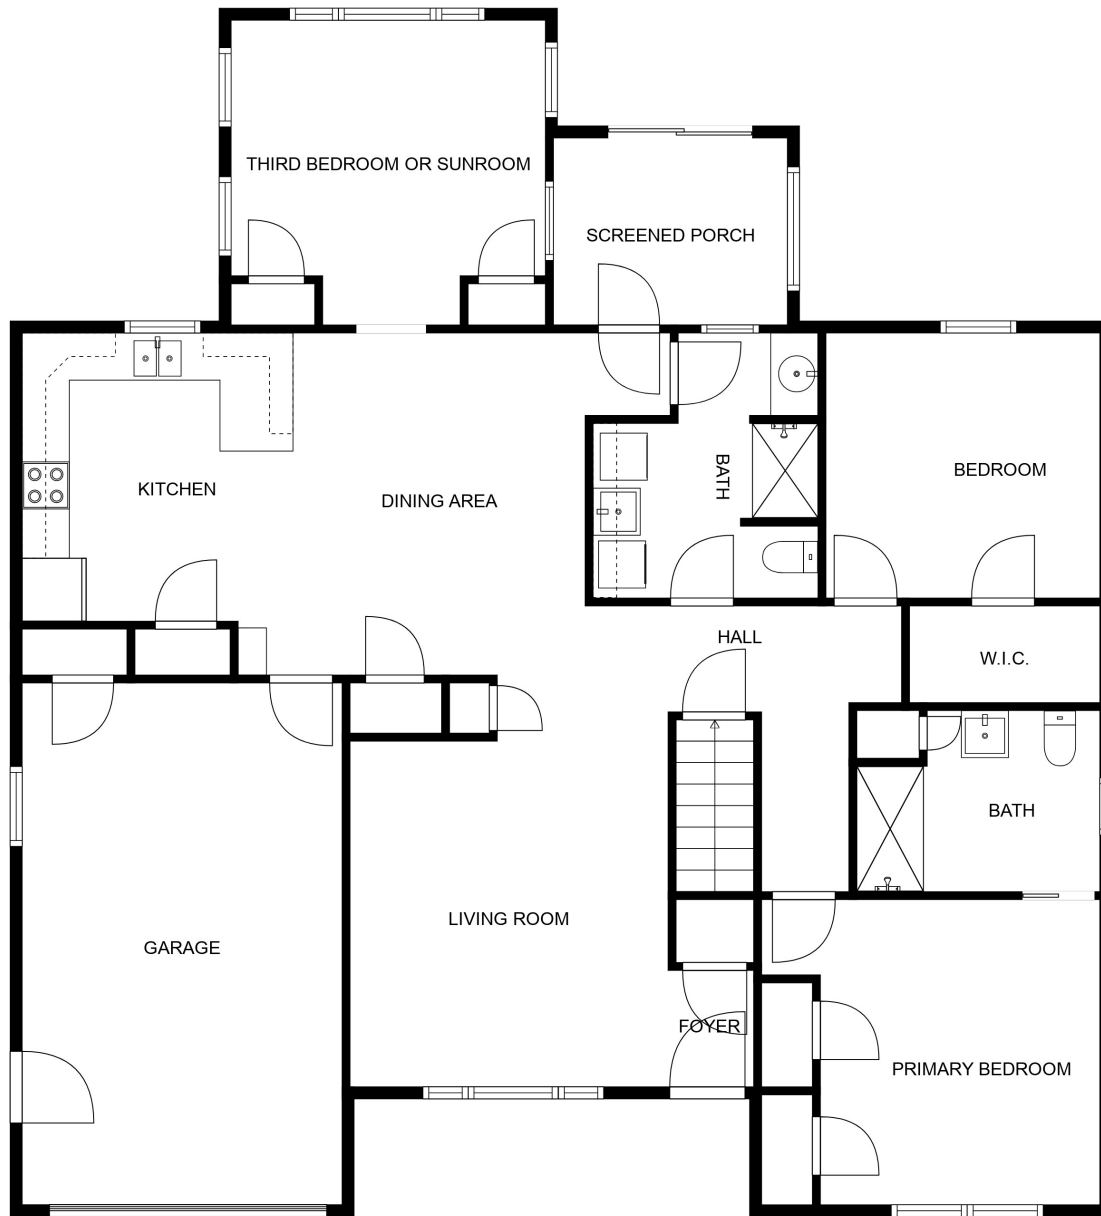 THIRD BEDROOM OR SUNROOM
SCREENED PORCH
KITCHEN
DINING AREA
BATH
BEDROOM
HALL
W.I.C.
BATH
LIVING ROOM
GARAGE
FOYER
PRIMARY BEDROOM